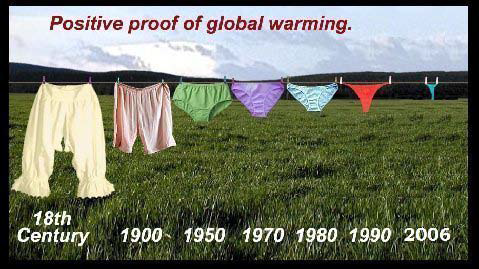 Positive proof of global warming.
18th
Century 1900 1950 1970 1980 1990 2006